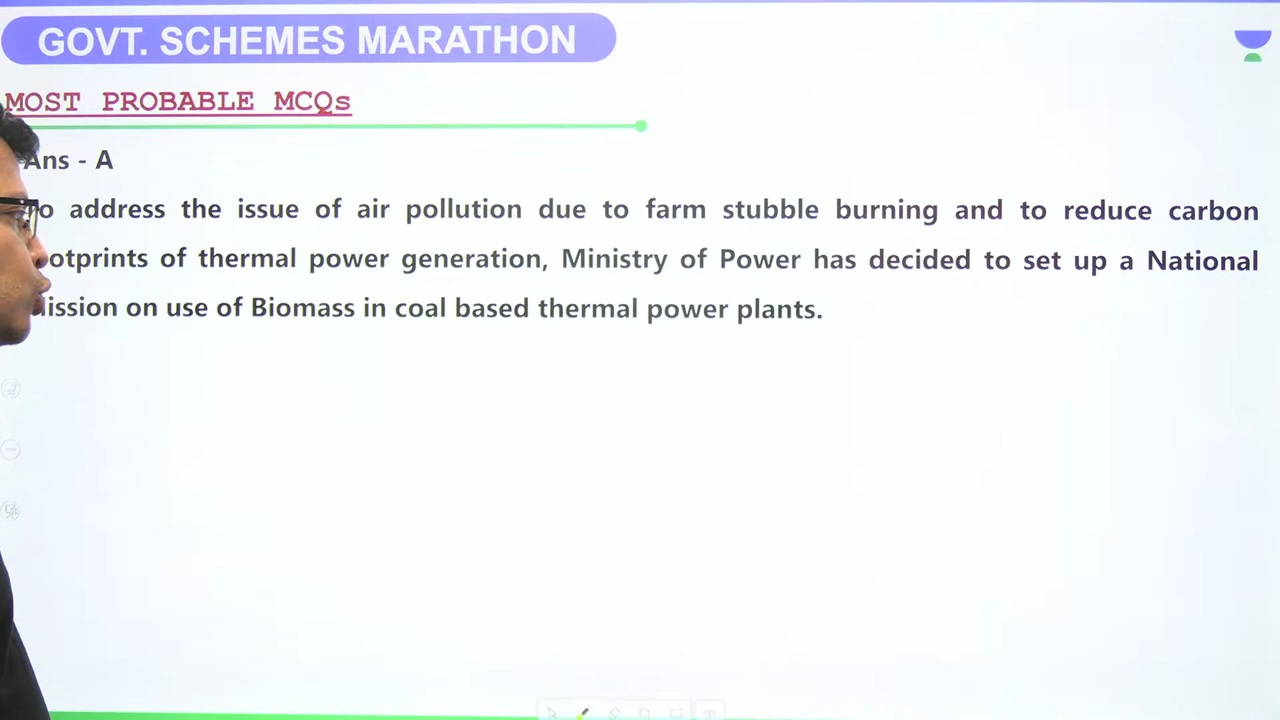 GOVT. SCHEMES MARATHON
MOST PROBABLE MCQs
Ans - A
o address the issue of air pollution due to farm stubble burning and to reduce carbon
otprints of thermal power generation, Ministry of Power has decided to set up a National
ission on use of Biomass in coal based thermal power plants.